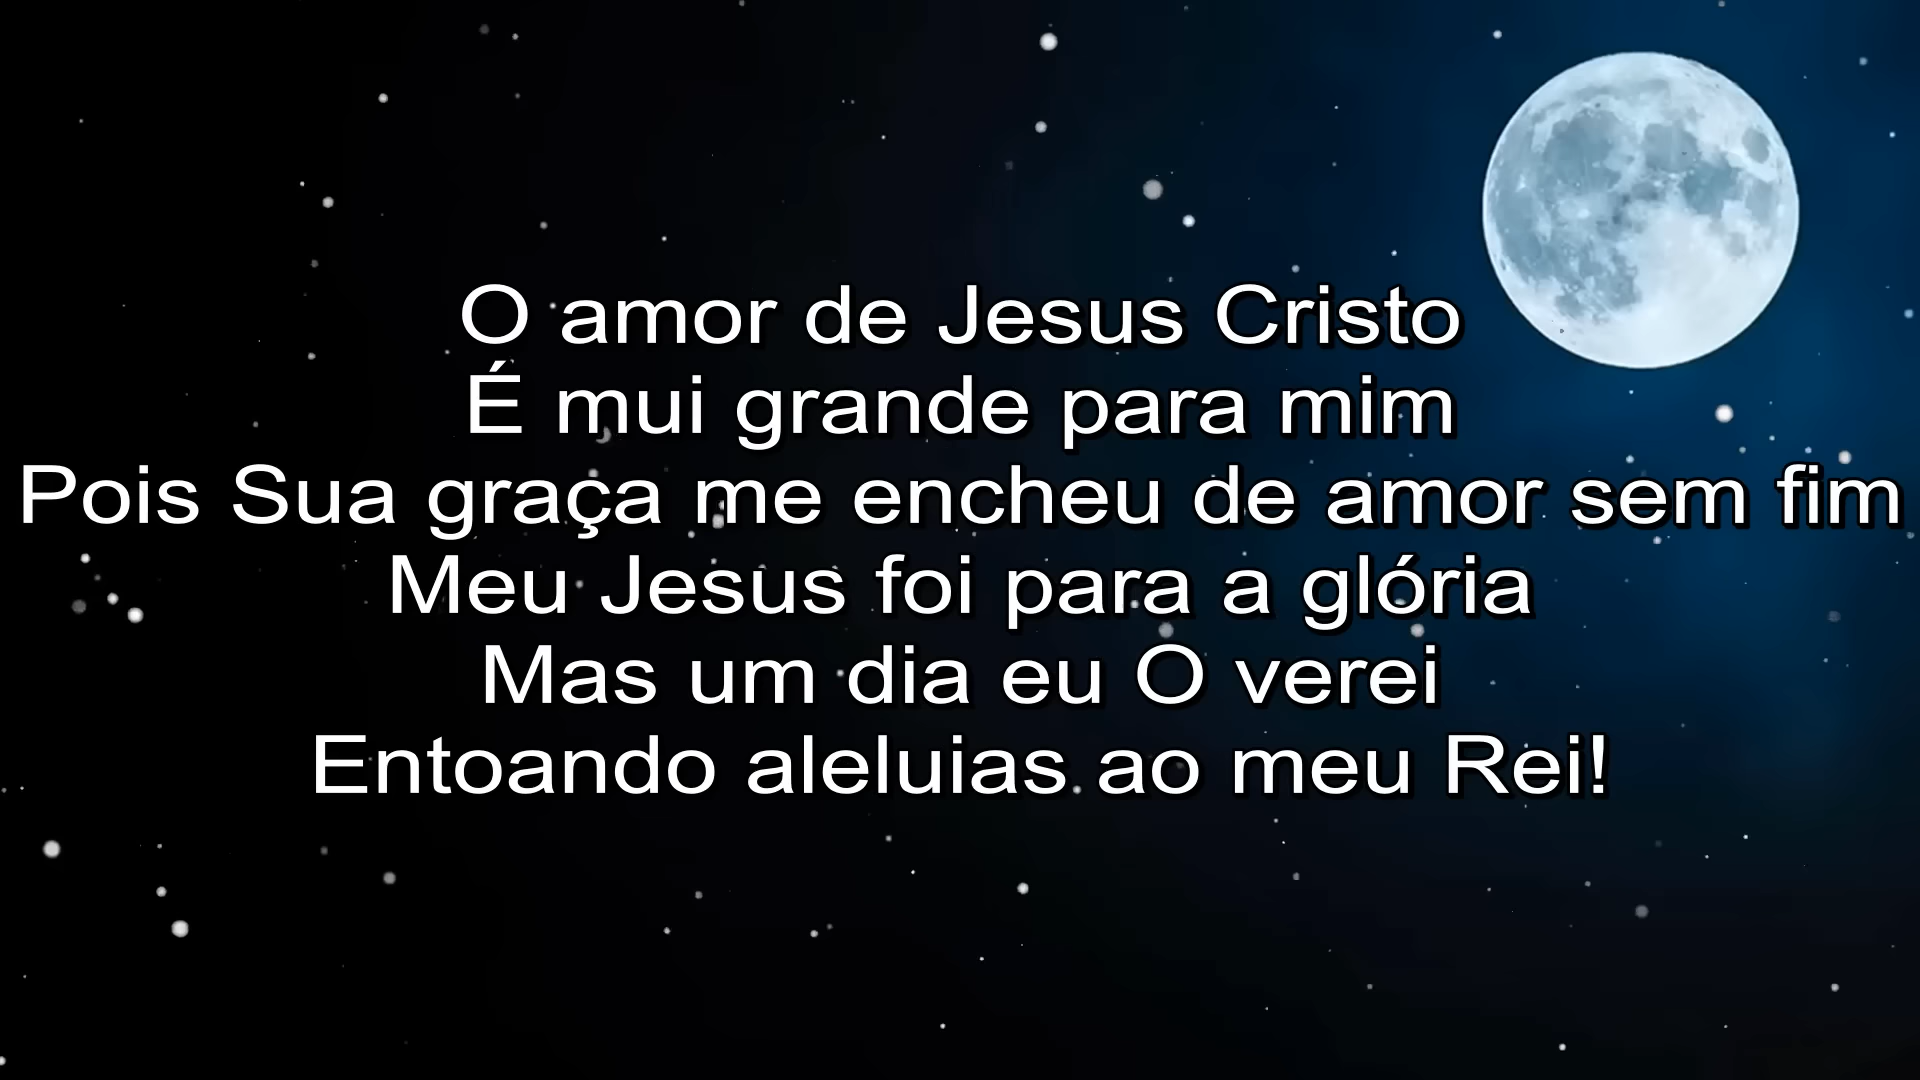 O amor de Jesus Cristo
É mui grande para mim
Pois Sua graça me encheu de amor sem fim
Meu Jesus foi para a glória
Mas um dia eu O verei
Entoando aleluias ao meu Rei!